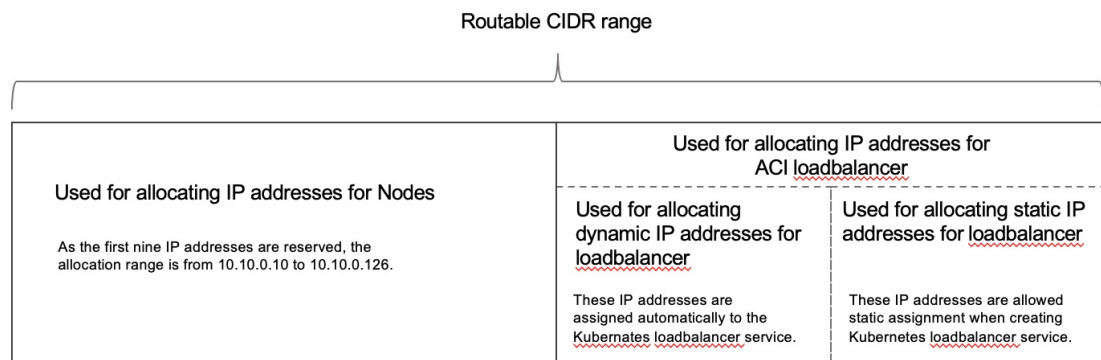 Routable CIDR range
Used for allocating IP addresses for Nodes
As the first nine IP addresses are reserved, the
allocation range is from 10.10.0.10 to 10.10.0.126.
Used for allocating IP addresses for
ACI loadbalancer
Used for allocating
dynamic IP addresses for
loadbalancer
These IP addresses are
assigned automatically to the
Kubernates loadbalancer service.
Used for allocating static IP
addresses for loadbalancer
These IP addresses are allowed
static assignment when creating
Kubernetes loadbalancer service.